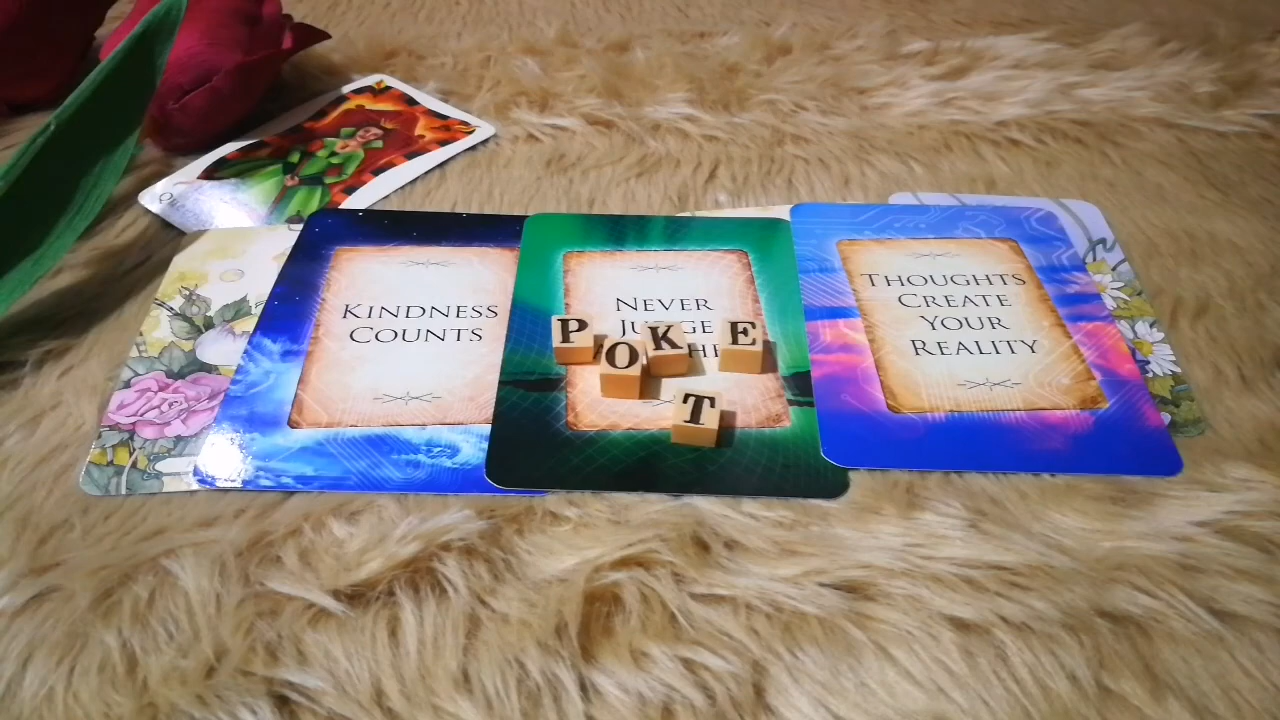 KINDNESS
COUNTS
NEVER
P O K E
T
THOUGHTS
CREATE
YOUR
REALITY